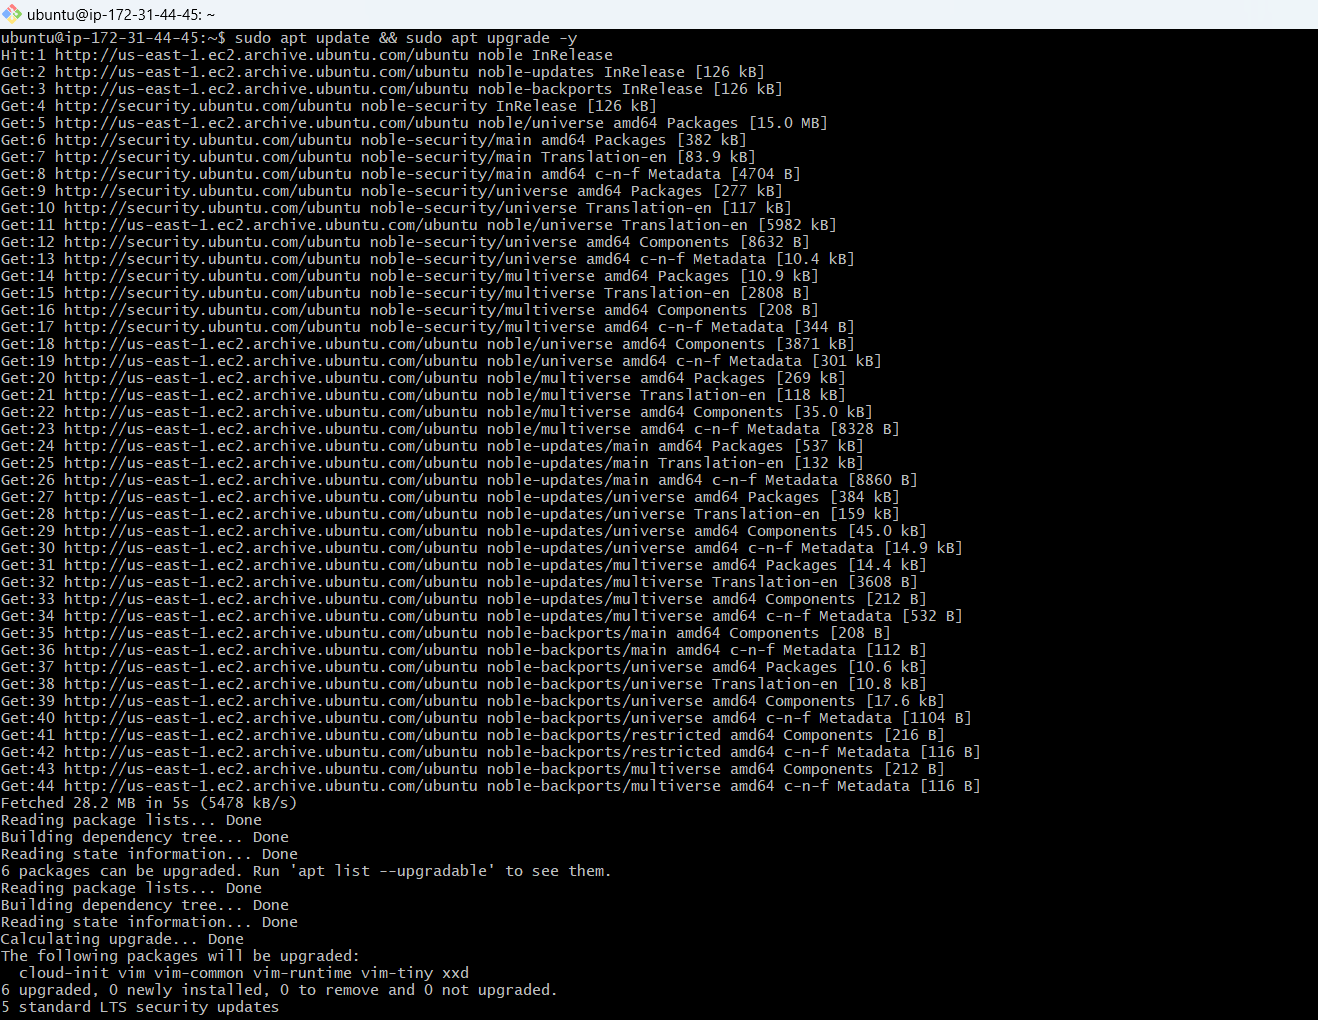 ubuntu@ip-172-31-44-45: ~
ubuntu@ip-172-31-44-45:~$ sudo apt update && sudo apt upgrade -y
Hit:1 http://us-east-1.ec2.archive.ubuntu.com/ubuntu noble InRelease
Get:2 http://us-east-1.ec2.archive.ubuntu.com/ubuntu noble-updates InRelease [126 kB]
Get:3 http://us-east-1.ec2.archive.ubuntu.com/ubuntu noble-backports InRelease [126 kB]
Get:4 http://security.ubuntu.com/ubuntu noble-security InRelease [126 kB]
Get:5 http://us-east-1.ec2.archive.ubuntu.com/ubuntu noble/universe amd64 Packages [15.0 MB]
Get:6 http://security.ubuntu.com/ubuntu noble-security/main amd64 Packages [382 kB]
Get:7 http://security.ubuntu.com/ubuntu noble-security/main Translation-en [83.9 kB]
Get:8 http://security.ubuntu.com/ubuntu noble-security/main amd64 c-n-f Metadata [4704 B]
Get:9 http://security.ubuntu.com/ubuntu noble-security/universe amd64 Packages [277 kB]
Get:10 http://security.ubuntu.com/ubuntu noble-security/universe Translation-en [117 kB]
Get:11 http://us-east-1.ec2.archive.ubuntu.com/ubuntu noble/universe Translation-en [5982 kB]
Get:12 http://security.ubuntu.com/ubuntu noble-security/universe amd64 Components [8632 B]
Get:13 http://security.ubuntu.com/ubuntu noble-security/universe amd64 c-n-f Metadata [10.4 kB]
Get:14 http://security.ubuntu.com/ubuntu noble-security/multiverse amd64 Packages [10.9 kB]
Get:15 http://security.ubuntu.com/ubuntu noble-security/multiverse Translation-en [2808 B]
Get:16 http://security.ubuntu.com/ubuntu noble-security/multiverse amd64 Components [208 B]
Get:17 http://security.ubuntu.com/ubuntu noble-security/multiverse amd64 c-n-f Metadata [344 B]
Get:18 http://us-east-1.ec2.archive.ubuntu.com/ubuntu noble/universe amd64 Components [3871 kB]
Get:19 http://us-east-1.ec2.archive.ubuntu.com/ubuntu noble/universe amd64 c-n-f Metadata [301 kB]
Get:20 http://us-east-1.ec2.archive.ubuntu.com/ubuntu noble/multiverse amd64 Packages [269 kB]
Get:21 http://us-east-1.ec2.archive.ubuntu.com/ubuntu noble/multiverse Translation-en [118 kB]
Get:22 http://us-east-1.ec2.archive.ubuntu.com/ubuntu noble/multiverse amd64 Components [35.0 kB]
Get:23 http://us-east-1.ec2.archive.ubuntu.com/ubuntu noble/multiverse amd64 c-n-f Metadata [8328 B]
Get:24 http://us-east-1.ec2.archive.ubuntu.com/ubuntu noble-updates/main amd64 Packages [537 kB]
Get:25 http://us-east-1.ec2.archive.ubuntu.com/ubuntu noble-updates/main Translation-en [132 kB]
Get:26 http://us-east-1.ec2.archive.ubuntu.com/ubuntu noble-updates/main amd64 c-n-f Metadata [8860 B]
Get:27 http://us-east-1.ec2.archive.ubuntu.com/ubuntu noble-updates/universe amd64 Packages [384 kB]
Get:28 http://us-east-1.ec2.archive.ubuntu.com/ubuntu noble-updates/universe Translation-en [159 kB]
Get:29 http://us-east-1.ec2.archive.ubuntu.com/ubuntu noble-updates/universe amd64 Components [45.0 kB]
Get:30 http://us-east-1.ec2.archive.ubuntu.com/ubuntu noble-updates/universe amd64 c-n-f Metadata [14.9 kB]
Get:31 http://us-east-1.ec2.archive.ubuntu.com/ubuntu noble-updates/multiverse amd64 Packages [14.4 kB]
Get:32 http://us-east-1.ec2.archive.ubuntu.com/ubuntu noble-updates/multiverse Translation-en [3608 B]
Get:33 http://us-east-1.ec2.archive.ubuntu.com/ubuntu noble-updates/multiverse amd64 Components [212 B]
Get:34 http://us-east-1.ec2.archive.ubuntu.com/ubuntu noble-updates/multiverse amd64 c-n-f Metadata [532 B]
Get:35 http://us-east-1.ec2.archive.ubuntu.com/ubuntu noble-backports/main amd64 Components [208 B]
Get:36 http://us-east-1.ec2.archive.ubuntu.com/ubuntu noble-backports/main amd64 c-n-f Metadata [112 B]
Get:37 http://us-east-1.ec2.archive.ubuntu.com/ubuntu noble-backports/universe amd64 Packages [10.6 kB]
Get:38 http://us-east-1.ec2.archive.ubuntu.com/ubuntu noble-backports/universe Translation-en [10.8 kB]
Get:39 http://us-east-1.ec2.archive.ubuntu.com/ubuntu noble-backports/universe amd64 Components [17.6 kB]
Get:40 http://us-east-1.ec2.archive.ubuntu.com/ubuntu noble-backports/universe amd64 c-n-f Metadata [1104 B]
Get:41 http://us-east-1.ec2.archive.ubuntu.com/ubuntu noble-backports/restricted amd64 Components [216 B]
Get:42 http://us-east-1.ec2.archive.ubuntu.com/ubuntu noble-backports/restricted amd64 c-n-f Metadata [116 B]
Get:43 http://us-east-1.ec2.archive.ubuntu.com/ubuntu noble-backports/multiverse amd64 Components [212 B]
Get:44 http://us-east-1.ec2.archive.ubuntu.com/ubuntu noble-backports/multiverse amd64 c-n-f Metadata [116 B]
Fetched 28.2 MB in 5s (5478 kB/s)
Reading package lists... Done
Building dependency tree... Done
Reading state information... Done
6 packages can be upgraded. Run 'apt list --upgradable' to see them.
Reading package lists... Done
Building dependency tree... Done
Reading state information... Done
Calculating upgrade... Done
The following packages will be upgraded:
  cloud-init vim vim-common vim-runtime vim-tiny xxd
6 upgraded, 0 newly installed, 0 to remove and 0 not upgraded.
5 standard LTS security updates